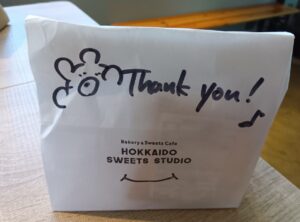 Thank you!
Bakery & Sweets Cafe
HOKKAIDO
SWEETS STUDIO